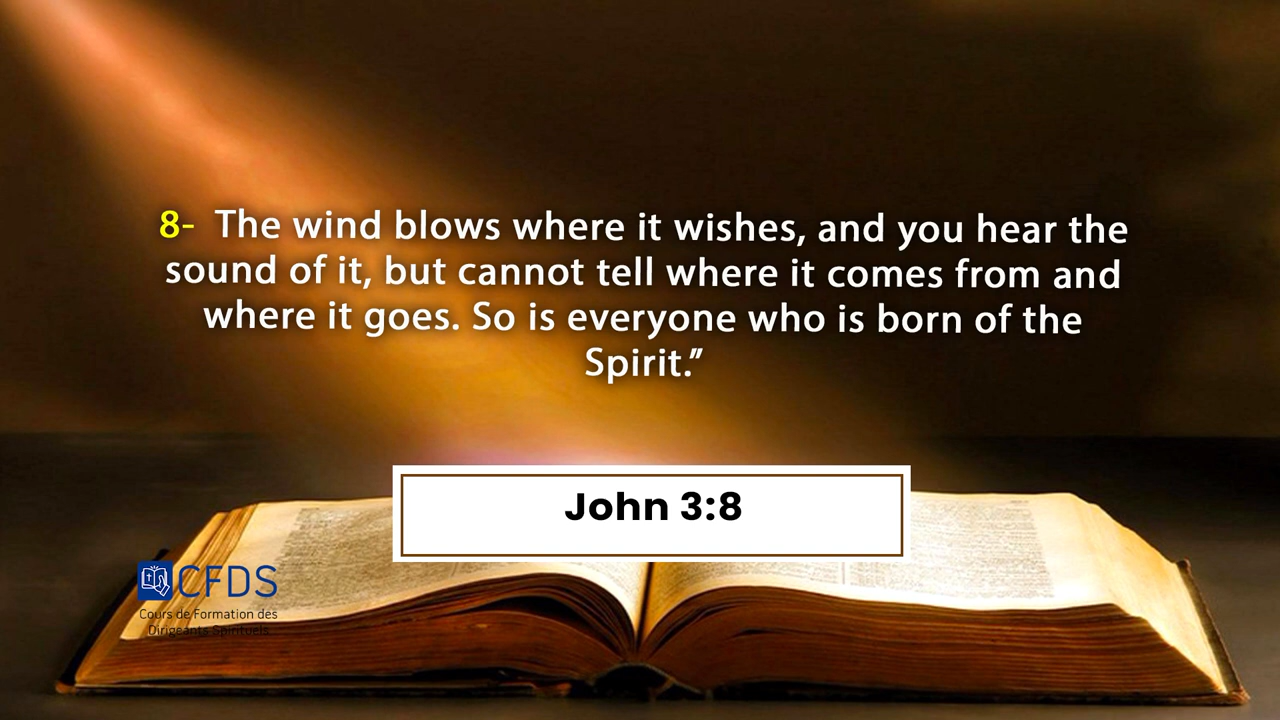 8- The wind blows where it wishes, and you hear the
sound of it, but cannot tell where it comes from and
where it goes. So is everyone who is born of the
Spirit.”
John 3:8
CFDS
Cours de Formation des
Dirigeants Spirituels